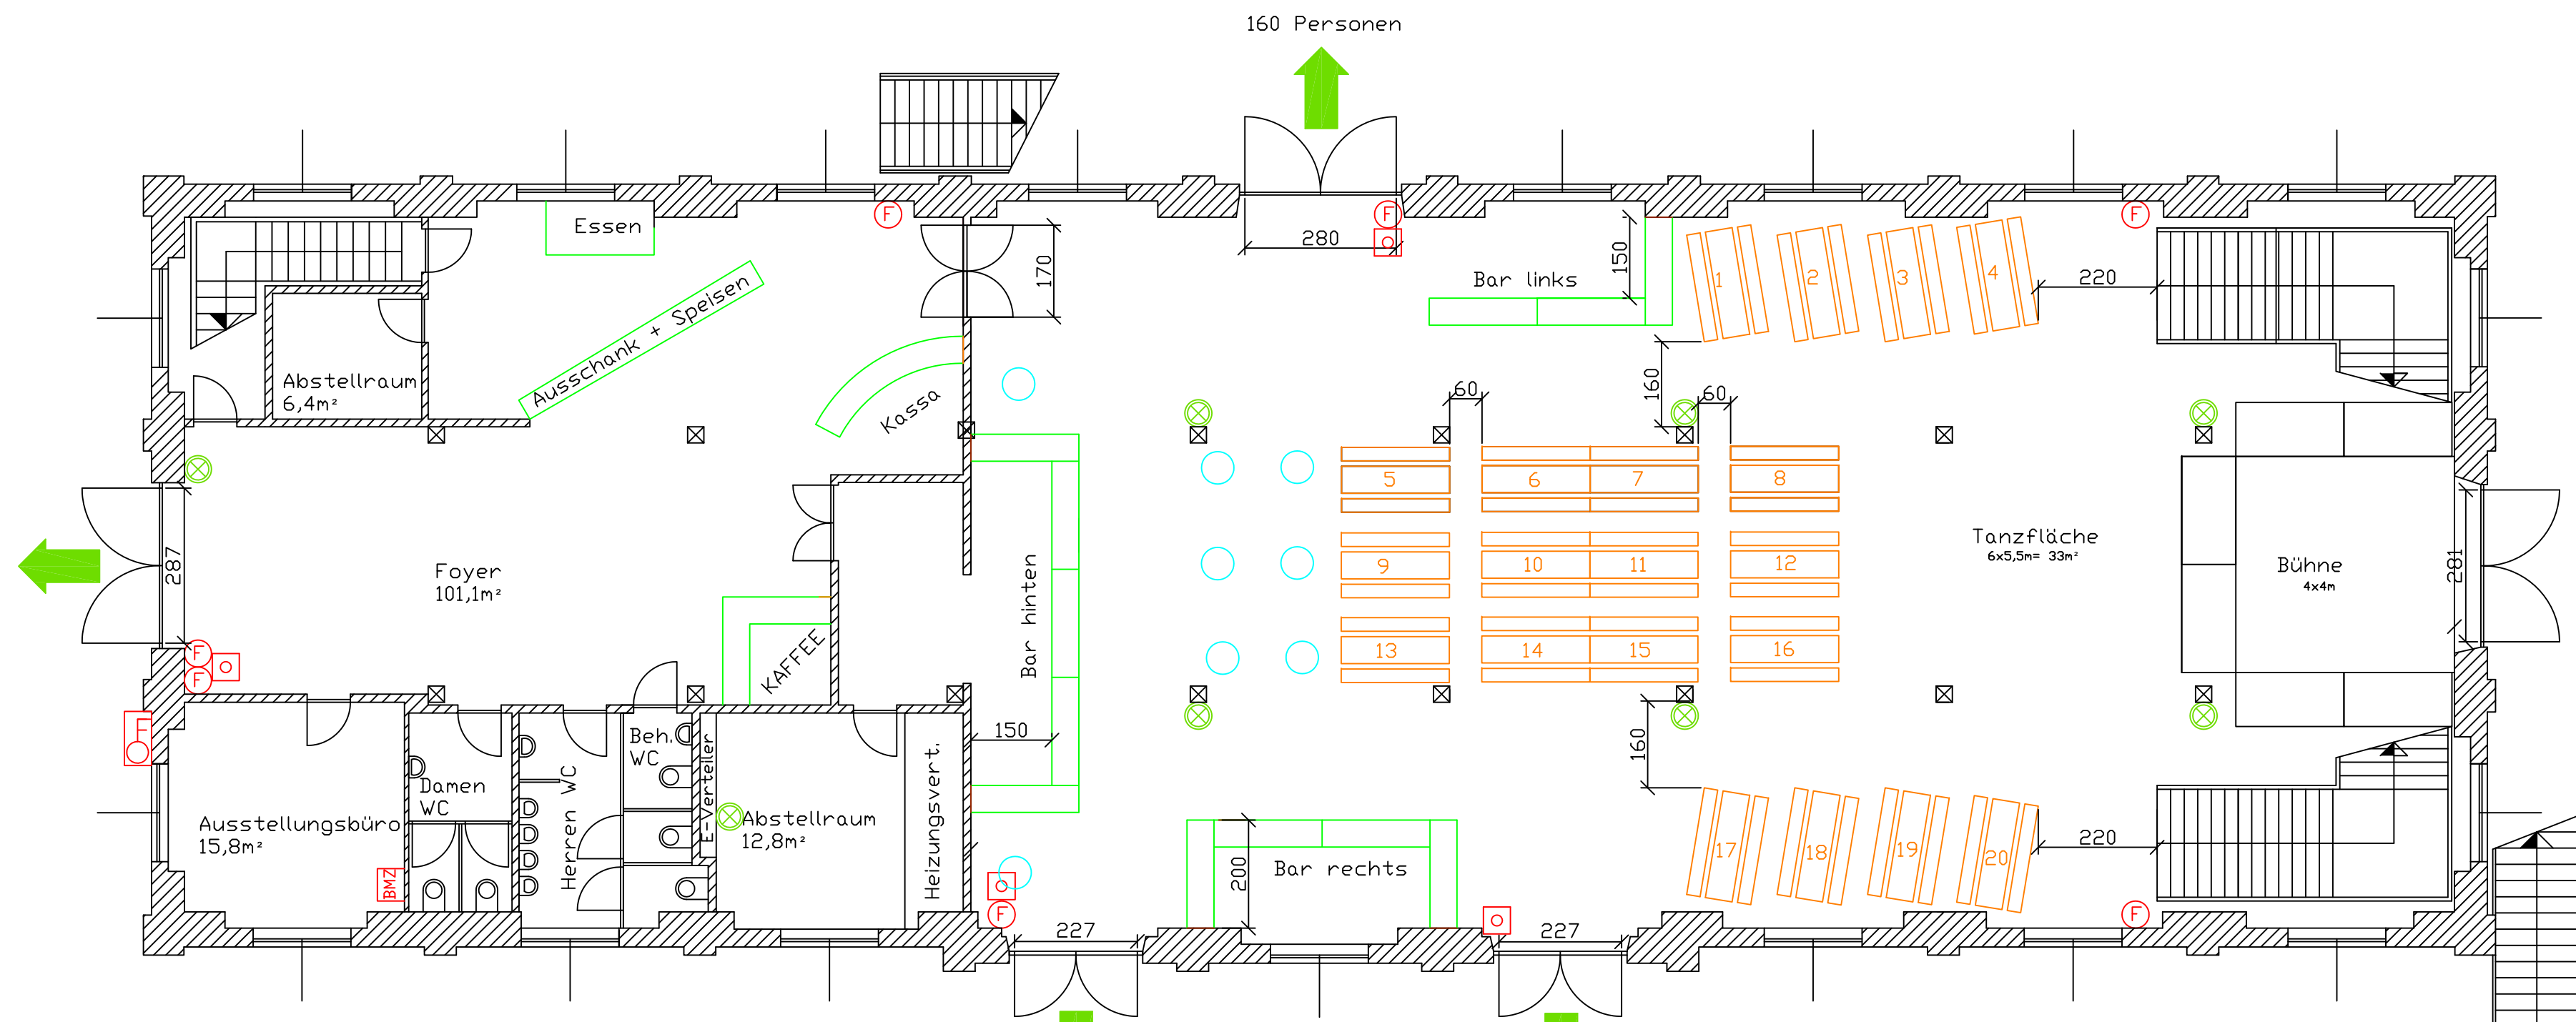 160 Personen
F
F
F
Essen
280
150
170
Bar links
1
2
3
4
220
Ausschank + Speisen
Abstellraum
6,4m²
Kassa
160
60
60
5
6
7
8
287
Foyer
101,1m²
Bar hinten
9
10
11
12
Tanzfläche
6x5,5m= 33m²
Bühne
4x4m
281
KAFFEE
13
14
15
16
F
F
F
150
160
Beh.
WC
Damen
WC
Herren WC
E-Verteiler
Abstellraum
12,8m²
Heizungsvert.
Ausstellungsbüro
15,8m²
BMZ
200
Bar rechts
17
18
19
20
220
F
F
227
227